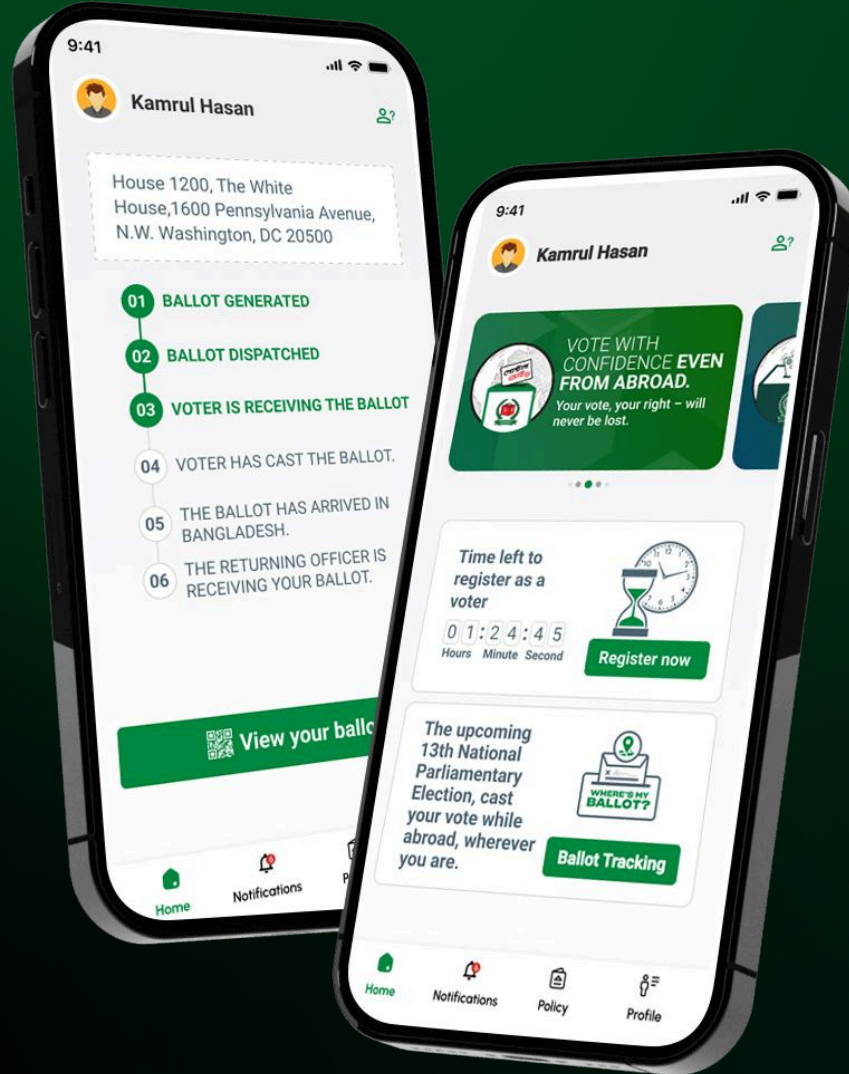 9:41
Kamrul Hasan
House 1200, The White
House,1600 Pennsylvania Avenue,
N.W. Washington, DC 20500
01 BALLOT GENERATED
02 BALLOT DISPATCHED
03 VOTER IS RECEIVING THE BALLOT
04 VOTER HAS CAST THE BALLOT.
05 THE BALLOT HAS ARRIVED IN
BANGLADESH.
06 THE RETURNING OFFICER IS
RECEIVING YOUR BALLOT.
View your ballo
Home
Notifications
P
9:41
Kamrul Hasan
VOTE WITH
CONFIDENCE EVEN
FROM ABROAD.
Your vote, your right – will
never be lost.
Time left to
register as a
voter
01:24:45
Hours Minute Second
Register now
The upcoming
13th National
Parliamentary
Election, cast
your vote while
abroad, wherever
you are.
WHERE'S MY
BALLOT?
Ballot Tracking
Home
Notifications
Policy
Profile